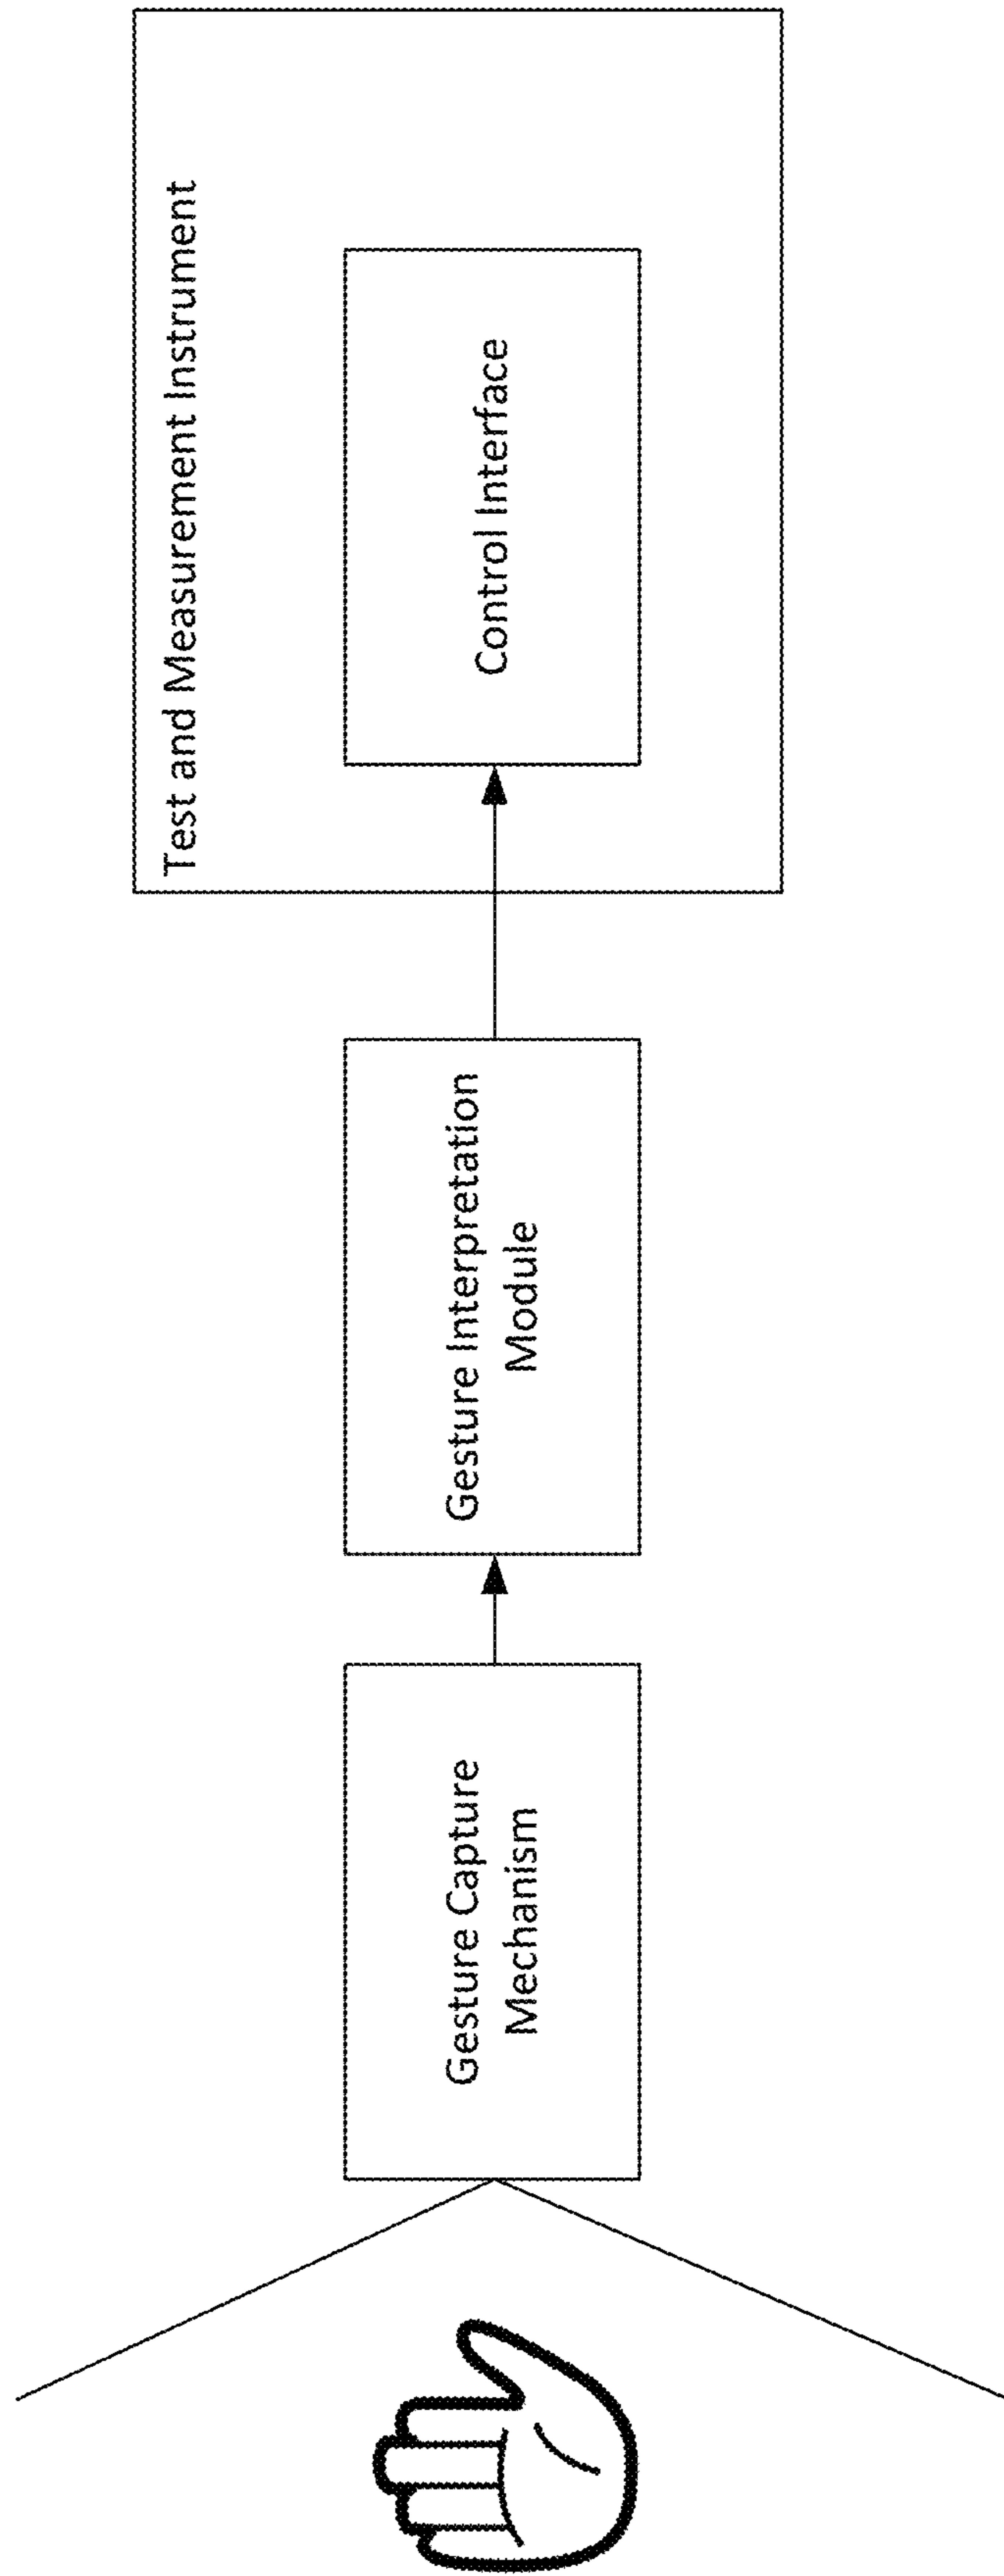 Gesture Capture
Mechanism
Gesture Interpretation
Module
Test and Measurement Instrument
Control Interface